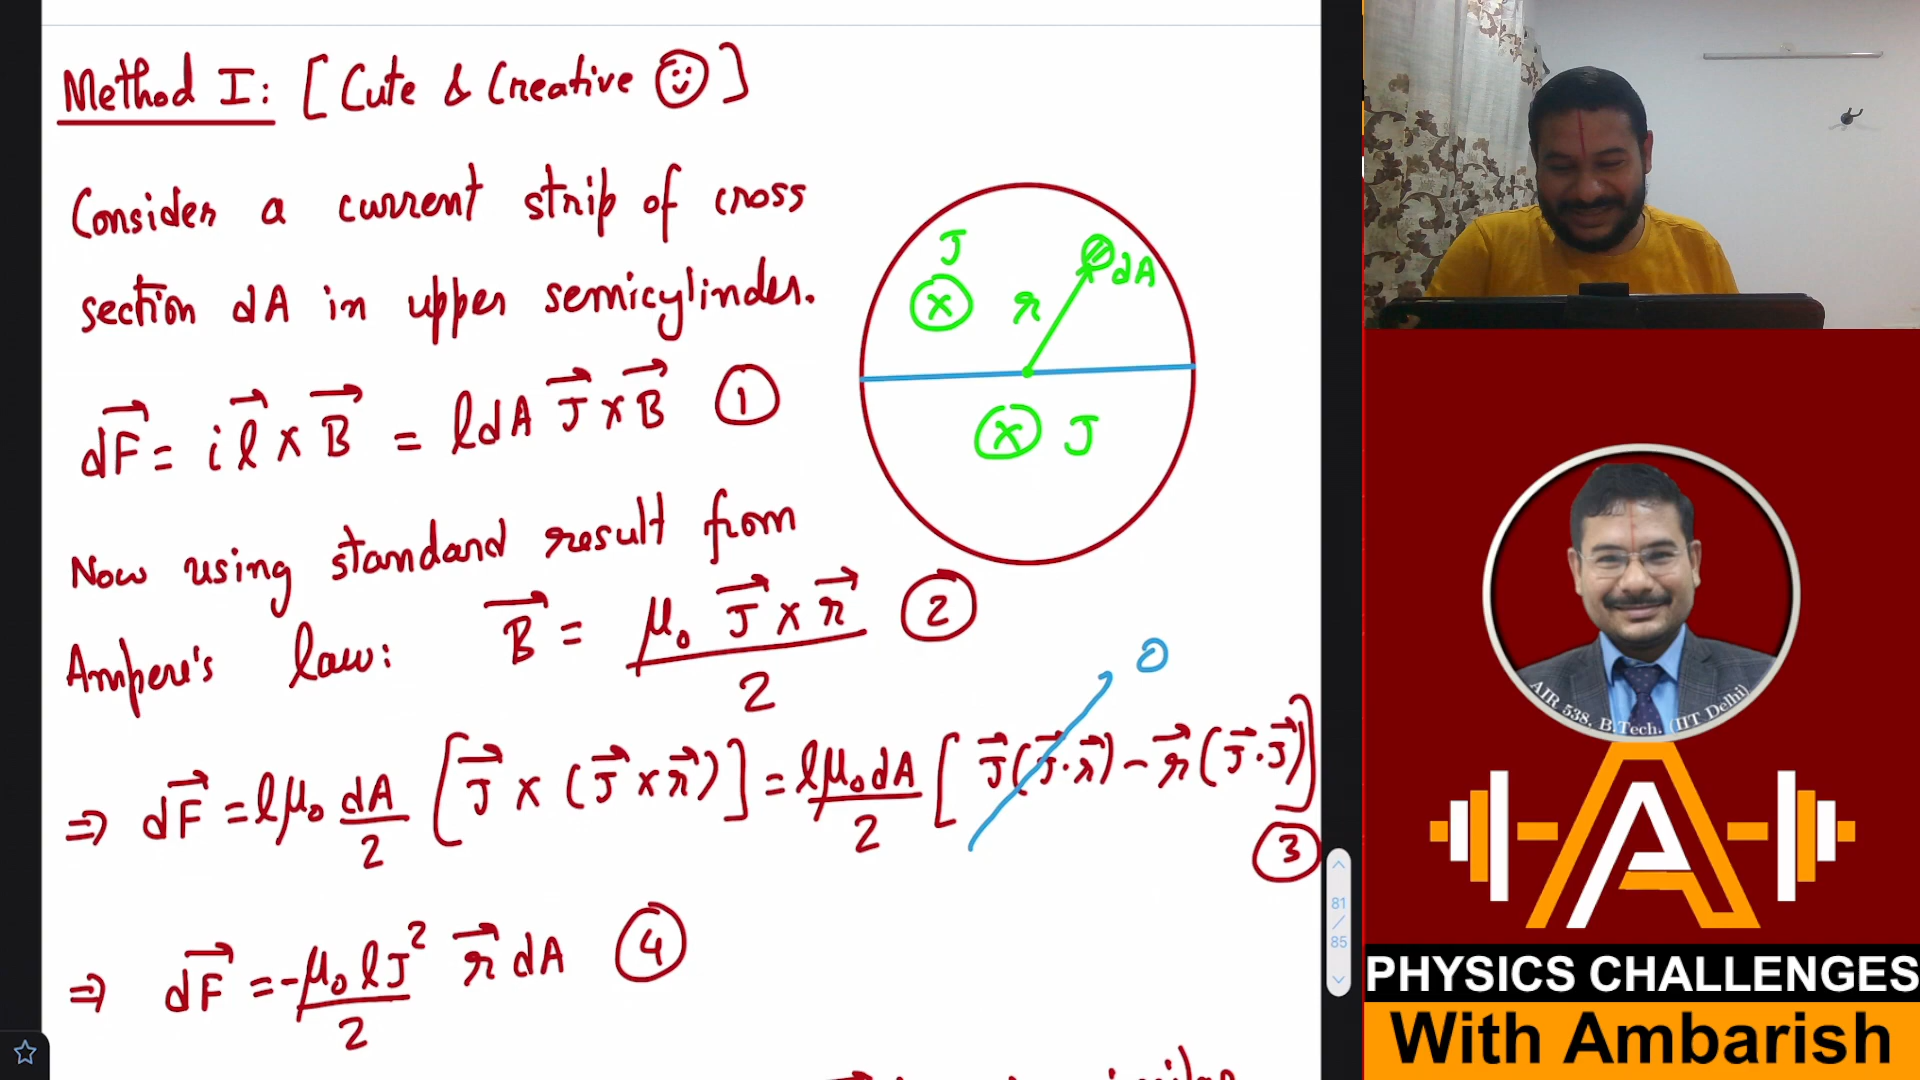 Method I: [Cute & Creative ☺]
Consider a current strip of cross
section dA in upper semicylinder.
J
dA
r
x
x J
dF⃗ = i l⃗ × B⃗ = l dA J⃗ × B⃗ ①
Now using standard result from
Ampere's law: B⃗ = μ₀ J⃗ × r⃗ / 2 ②
0
⇒ dF⃗ = l μ₀ dA/2 [J⃗ × (J⃗ × r⃗)] = l μ₀ dA/2 [J⃗(J⃗·r⃗) − r⃗(J⃗·J⃗)] ③
⇒ dF⃗ = −μ₀ l J²/2 r⃗ dA ④
81
/
85
AIR 538, B.Tech. (IIT Delhi)
PHYSICS CHALLENGES
With Ambarish